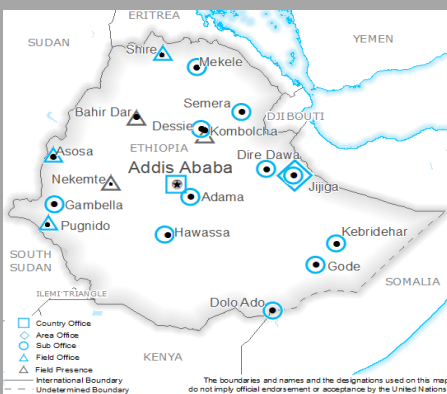 ERITREA
SUDAN
YEMEN
Shire
Mekele
Semera
Bahir Dar
DJIBOUTI
Dessie
Kombolcha
ETHIOPIA
Asosa
Dire Dawa
Addis Ababa
Nekemte
Jijiga
Adama
Gambella
Pugnido
Hawassa
Kebridehar
SOUTH
SUDAN
Gode
SOMALIA
ILEMI TRIANGLE
Dolo Ado
Country Office
Area Office
Sub Office
Field Office
KENYA
Field Presence
International Boundary
Undetermined Boundary
The boundaries and names and the designations used on this map
do not imply official endorsement or acceptance by the United Nations